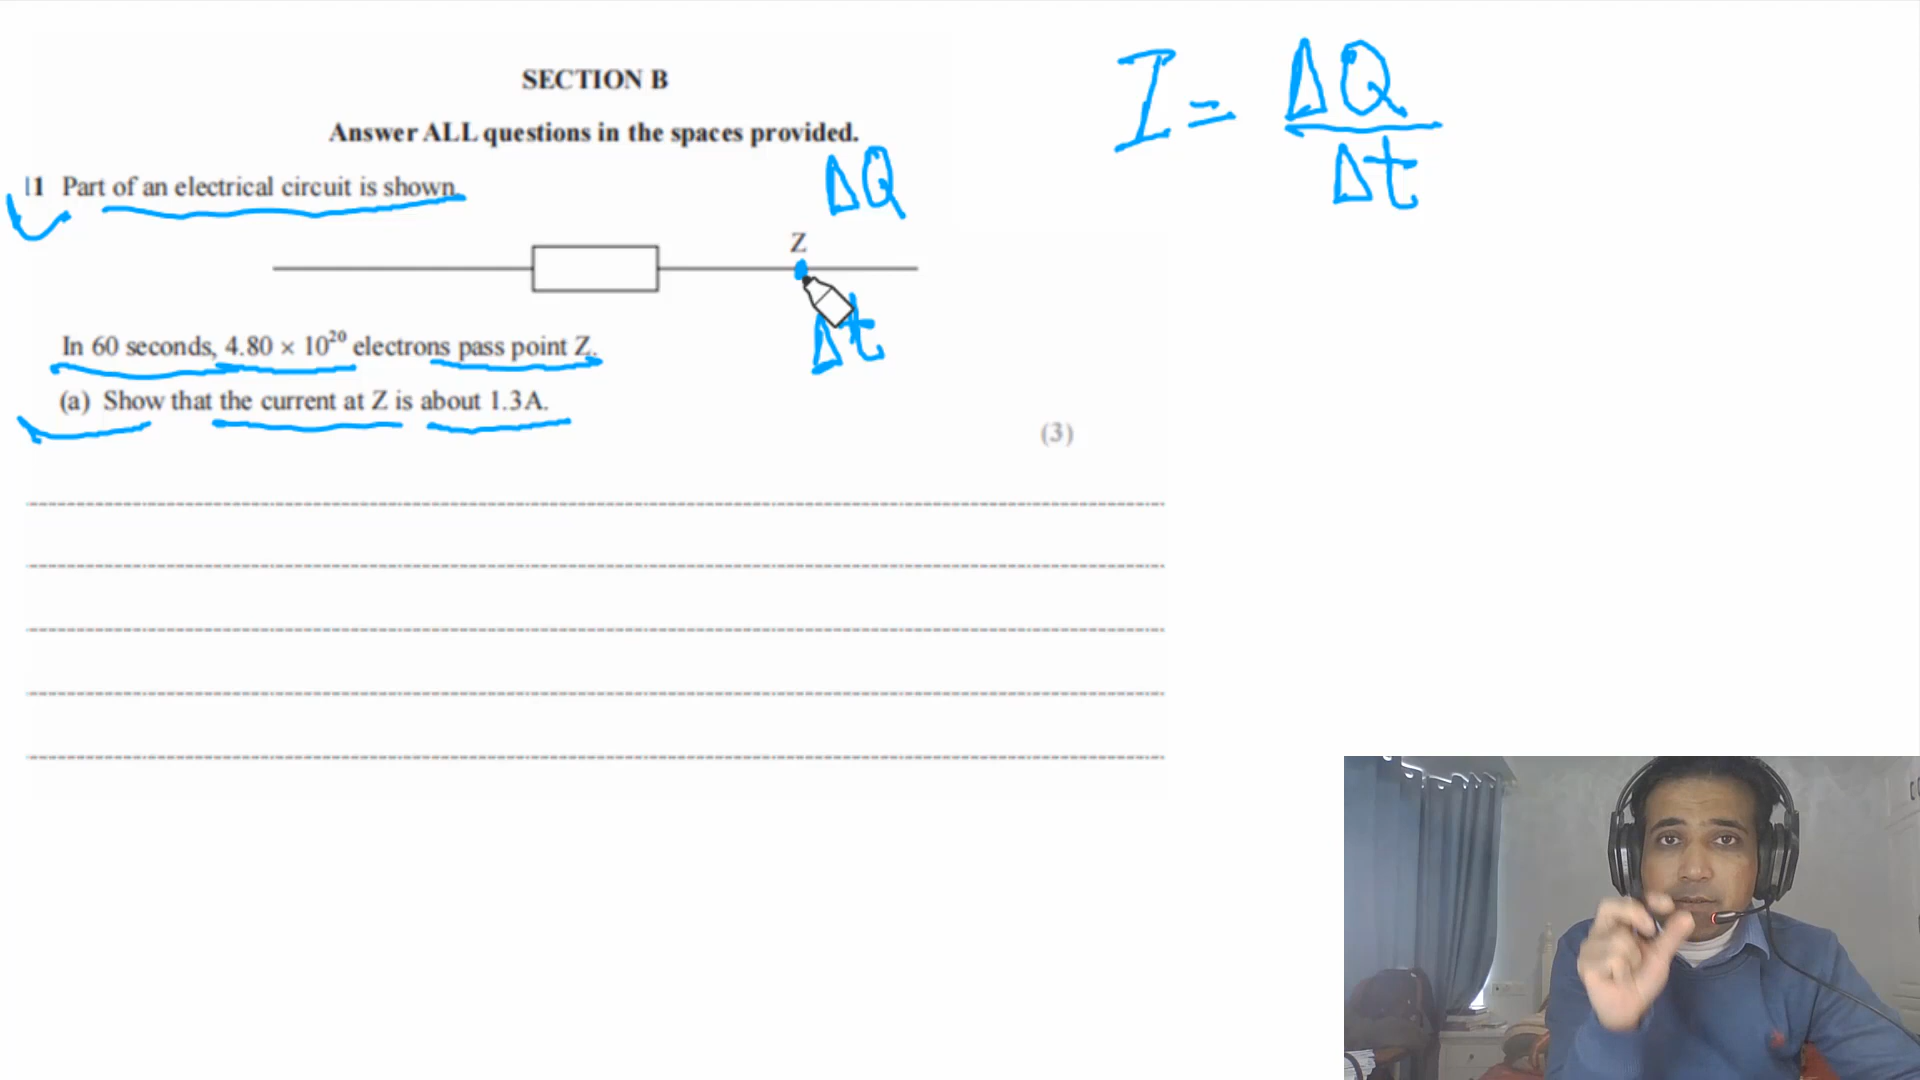 SECTION B
Answer ALL questions in the spaces provided.
11 Part of an electrical circuit is shown.
Z
In 60 seconds, 4.80 × 10²⁰ electrons pass point Z.
(a) Show that the current at Z is about 1.3A.
(3)
ΔQ
Δt
I = ΔQ
Δt